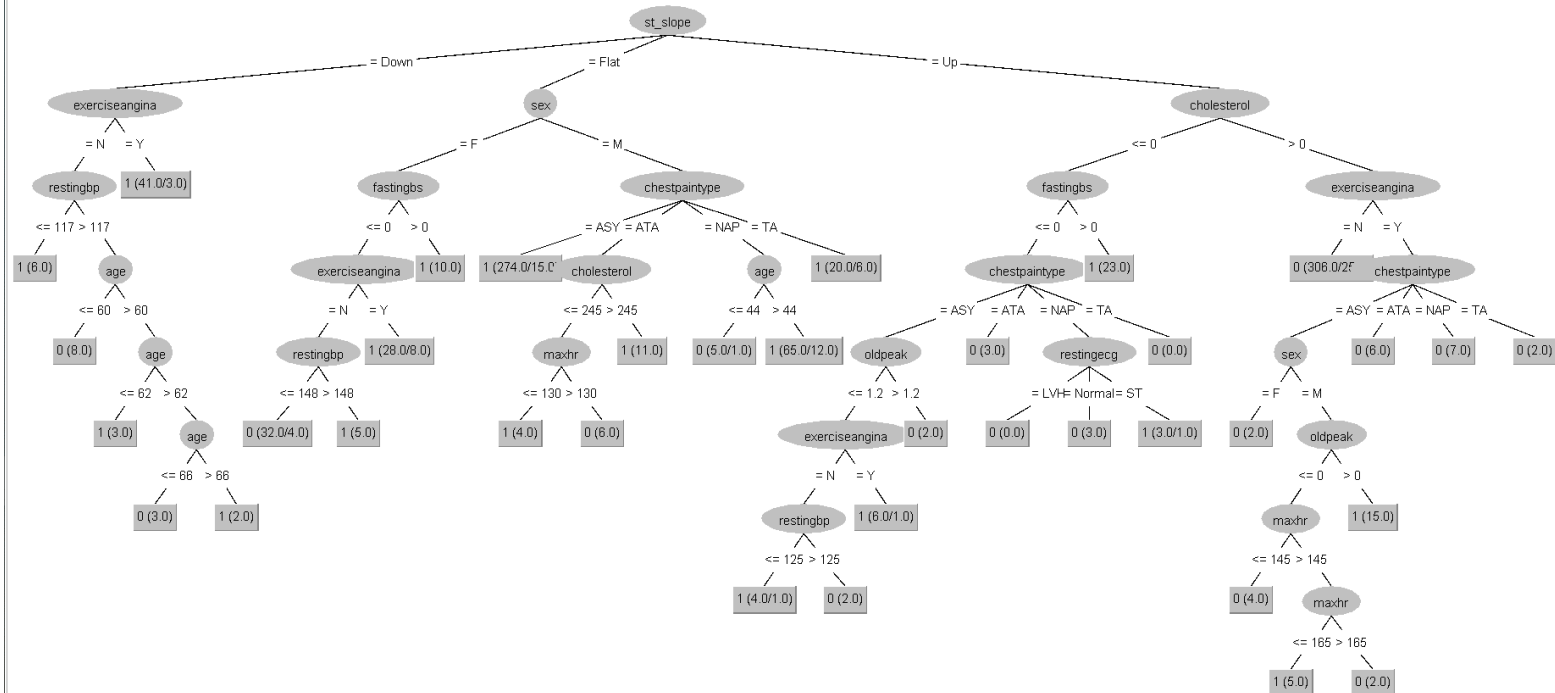 st_slope
= Down = Flat = Up
exerciseangina sex cholesterol
= N = Y = F = M <= 0 > 0
restingbp 1 (41.0/3.0) fastingbs chestpaintype fastingbs exerciseangina
<= 117 > 117 <= 0 > 0 = ASY = ATA = NAP = TA <= 0 > 0 = N = Y
1 (6.0) age exerciseangina 1 (10.0) 1 (274.0/15.0 cholesterol age 1 (20.0/6.0) chestpaintype 1 (23.0) 0 (306.0/25 chestpaintype
<= 60 > 60 = N = Y <= 245 > 245 <= 44 > 44 = ASY = ATA = NAP = TA = ASY = ATA = NAP = TA
0 (8.0) age restingbp 1 (28.0/8.0) maxhr 1 (11.0) 0 (5.0/1.0) 1 (65.0/12.0) oldpeak 0 (3.0) restingecg 0 (0.0) sex 0 (6.0) 0 (7.0) 0 (2.0)
<= 62 > 62 <= 148 > 148 <= 130 > 130 <= 1.2 > 1.2 = LVH = Normal = ST = F = M
1 (3.0) age 0 (32.0/4.0) 1 (5.0) 1 (4.0) 0 (6.0) exerciseangina 0 (2.0) 0 (0.0) 0 (3.0) 1 (3.0/1.0) 0 (2.0) oldpeak
<= 66 > 66 = N = Y <= 0 > 0
0 (3.0) 1 (2.0) restingbp 1 (6.0/1.0) maxhr 1 (15.0)
<= 125 > 125 <= 145 > 145
1 (4.0/1.0) 0 (2.0) 0 (4.0) maxhr
<= 165 > 165
1 (5.0) 0 (2.0)